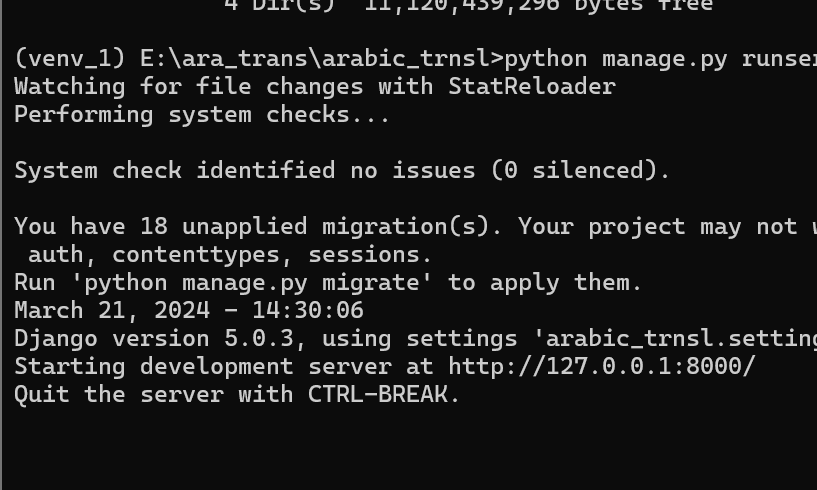 4 Dir(s) 11,120,439,296 bytes free
(venv_1) E:\ara_trans\arabic_trnsl>python manage.py runser
Watching for file changes with StatReloader
Performing system checks...
System check identified no issues (0 silenced).
You have 18 unapplied migration(s). Your project may not w
auth, contenttypes, sessions.
Run 'python manage.py migrate' to apply them.
March 21, 2024 - 14:30:06
Django version 5.0.3, using settings 'arabic_trnsl.setting
Starting development server at http://127.0.0.1:8000/
Quit the server with CTRL-BREAK.